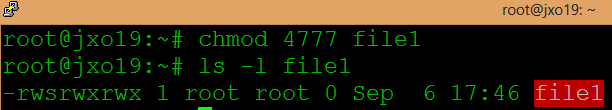 root@jxo19: ~
root@jxo19:~# chmod 4777 file1
root@jxo19:~# ls -l file1
-rwsrwxrwx 1 root root 0 Sep  6 17:46 file1